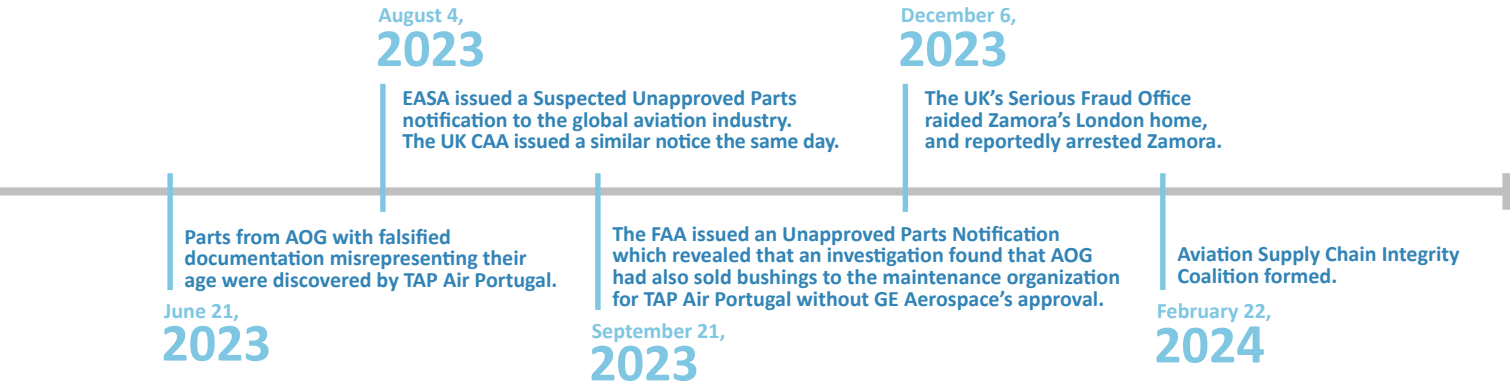 August 4,
2023
EASA issued a Suspected Unapproved Parts
notification to the global aviation industry.
The UK CAA issued a similar notice the same day.
December 6,
2023
The UK’s Serious Fraud Office
raided Zamora’s London home,
and reportedly arrested Zamora.
Parts from AOG with falsified
documentation misrepresenting their
age were discovered by TAP Air Portugal.
June 21,
2023
The FAA issued an Unapproved Parts Notification
which revealed that an investigation found that AOG
had also sold bushings to the maintenance organization
for TAP Air Portugal without GE Aerospace’s approval.
September 21,
2023
Aviation Supply Chain Integrity
Coalition formed.
February 22,
2024